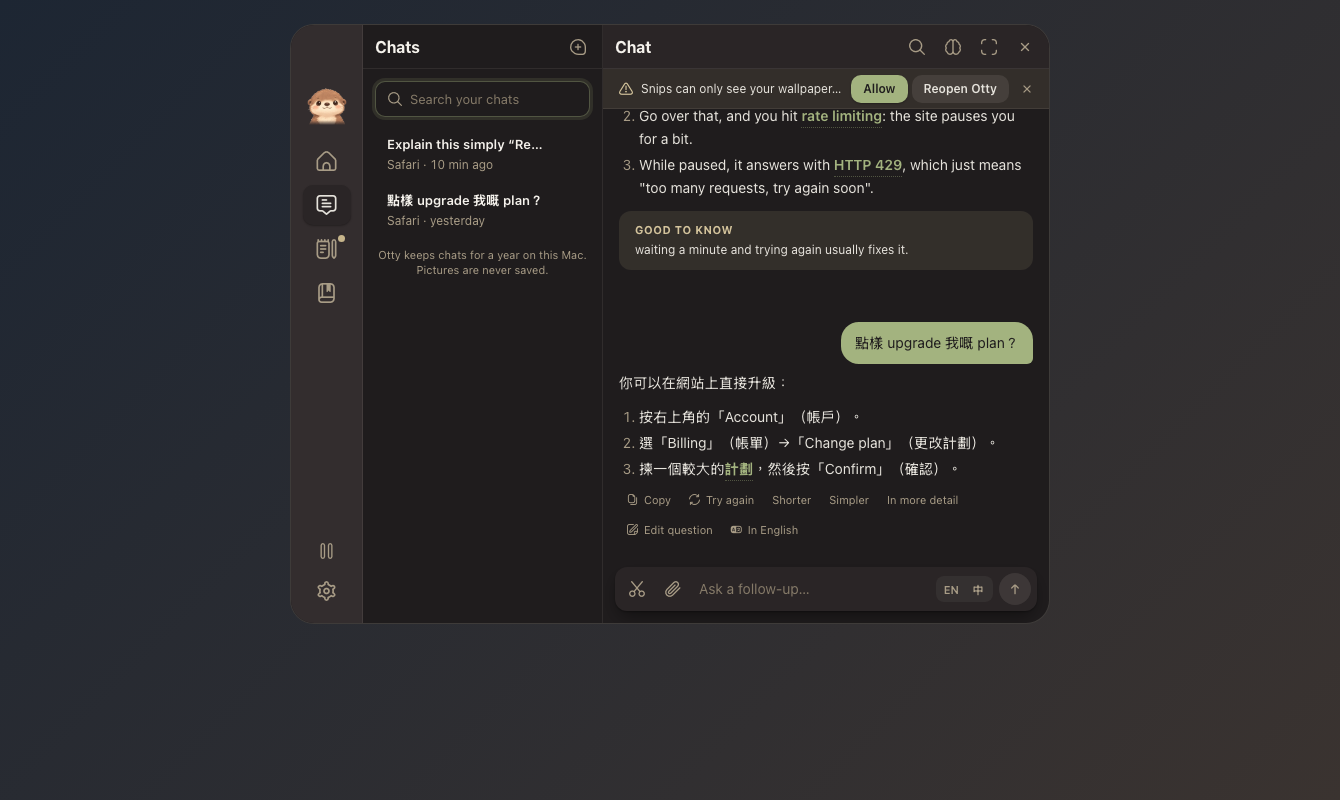 Chats
Search your chats
Explain this simply “Re...
Safari · 10 min ago
點樣 upgrade 我嘅 plan？
Safari · yesterday
Otty keeps chats for a year on this Mac.
Pictures are never saved.
Chat
Snips can only see your wallpaper...
Allow
Reopen Otty
2. Go over that, and you hit rate limiting: the site pauses you
for a bit.
3. While paused, it answers with HTTP 429, which just means
"too many requests, try again soon".
GOOD TO KNOW
waiting a minute and trying again usually fixes it.
點樣 upgrade 我嘅 plan？
你可以在網站上直接升級：
1. 按右上角的「Account」（帳戶）。
2. 選「Billing」（帳單）→「Change plan」（更改計劃）。
3. 揀一個較大的計劃，然後按「Confirm」（確認）。
Copy
Try again
Shorter
Simpler
In more detail
Edit question
In English
Ask a follow-up...
EN 中